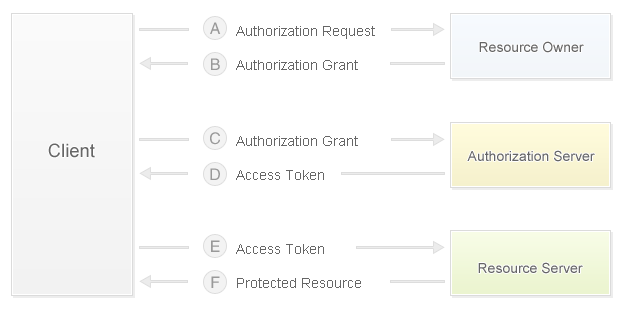 Client
A Authorization Request
Resource Owner
B Authorization Grant
C Authorization Grant
Authorization Server
D Access Token
E Access Token
Resource Server
F Protected Resource